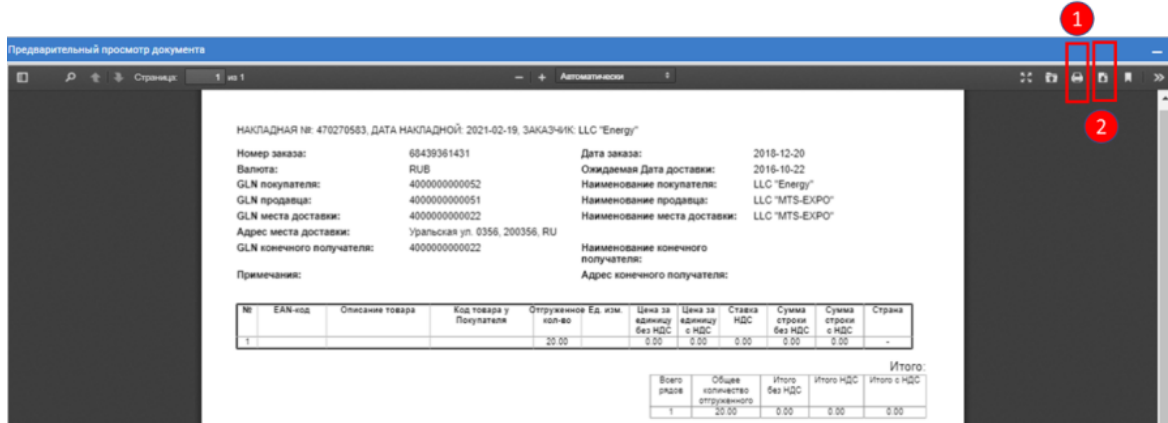 1
Предварительный просмотр документа
Страница: 1 из 1
Автоматически
2
НАКЛАДНАЯ №: 470270583, ДАТА НАКЛАДНОЙ: 2021-02-19, ЗАКАЗЧИК: LLC "Energy"
Номер заказа: 68439361431 Дата заказа: 2018-12-20
Валюта: RUB Ожидаемая Дата доставки: 2016-10-22
GLN покупателя: 4000000000052 Наименование покупателя: LLC "Energy"
GLN продавца: 4000000000051 Наименование продавца: LLC "MTS-EXPO"
GLN места доставки: 4000000000022 Наименование места доставки: LLC "MTS-EXPO"
Адрес места доставки: Уральская ул. 0356, 200356, RU
GLN конечного получателя: 4000000000022 Наименование конечного
получателя:
Примечания: Адрес конечного получателя:
№ EAN-код Описание товара Код товара у Отгруженное Ед. изм. Цена за Цена за Ставка Сумма Сумма Страна
Покупателя кол-во единицу единицу НДС строки строки
без НДС с НДС без НДС с НДС
1 20.00 0.00 0.00 0.00 0.00 0.00 -
Итого:
Всего Общее Итого Итого НДС Итого с НДС
рядов количество без НДС
отгруженного
1 20.00 0.00 0.00 0.00